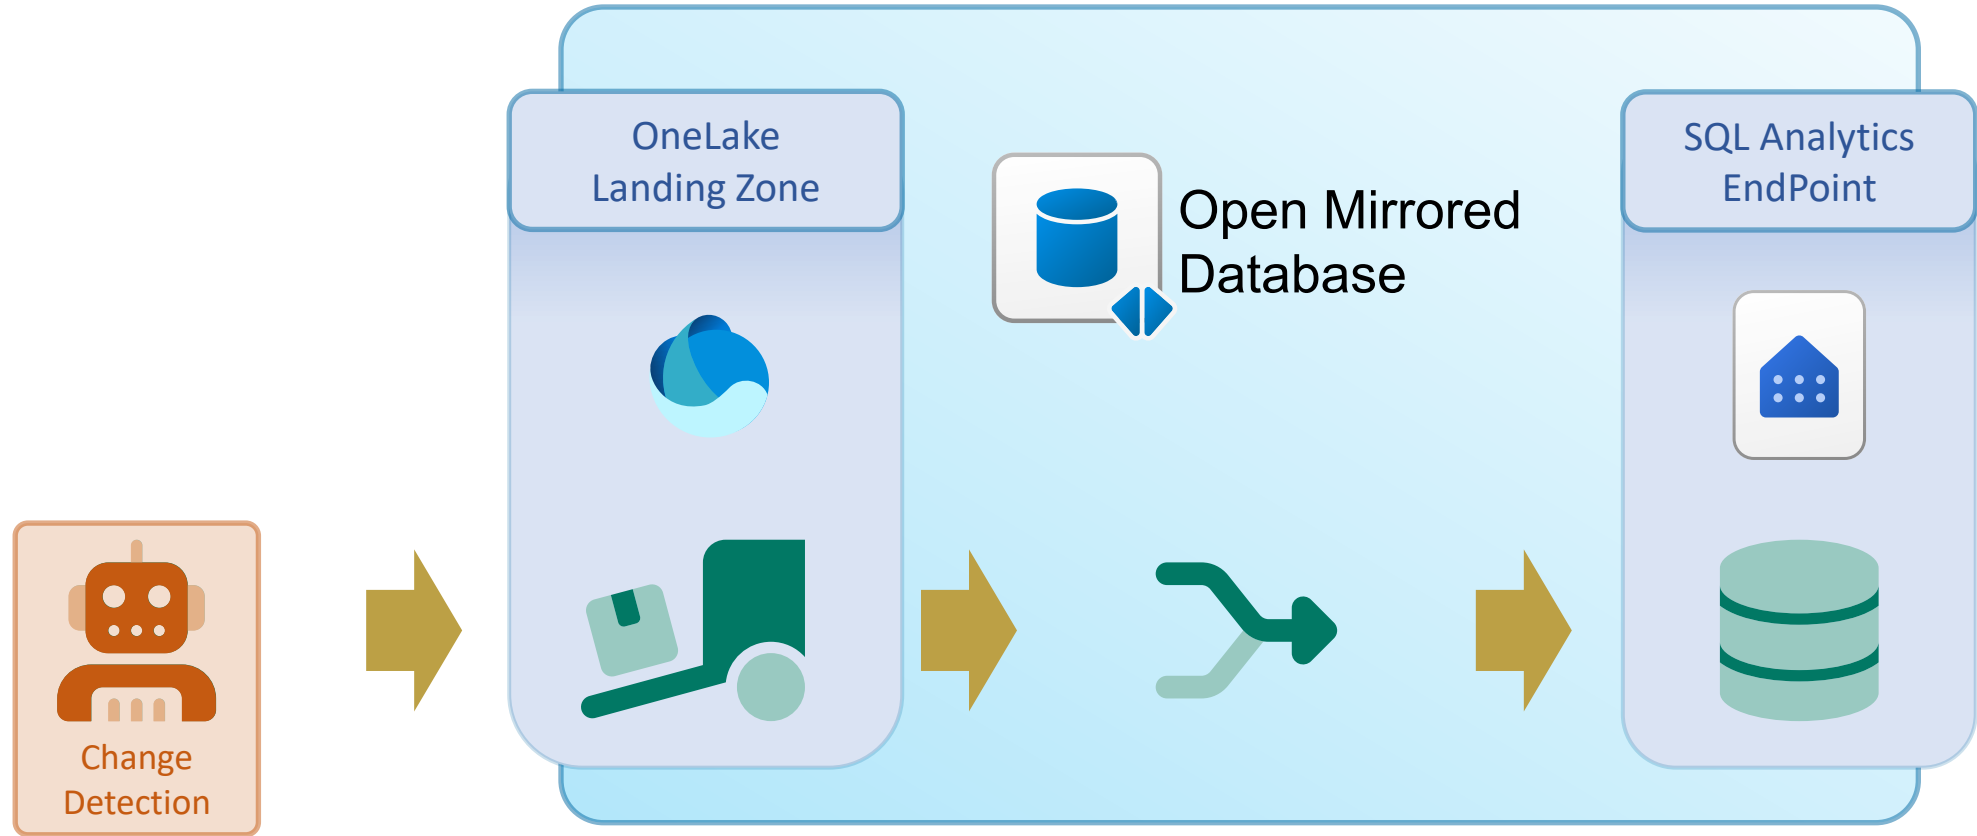 OneLake
Landing Zone
Open Mirrored
Database
SQL Analytics
EndPoint
Change
Detection